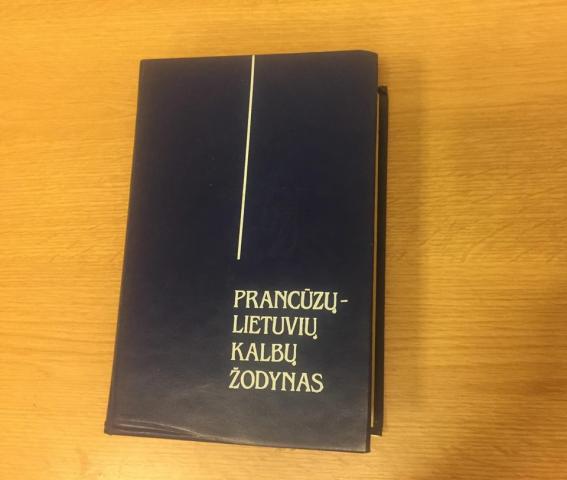 PRANCŪZŲ-
LIETUVIŲ
KALBŲ
ŽODYNAS